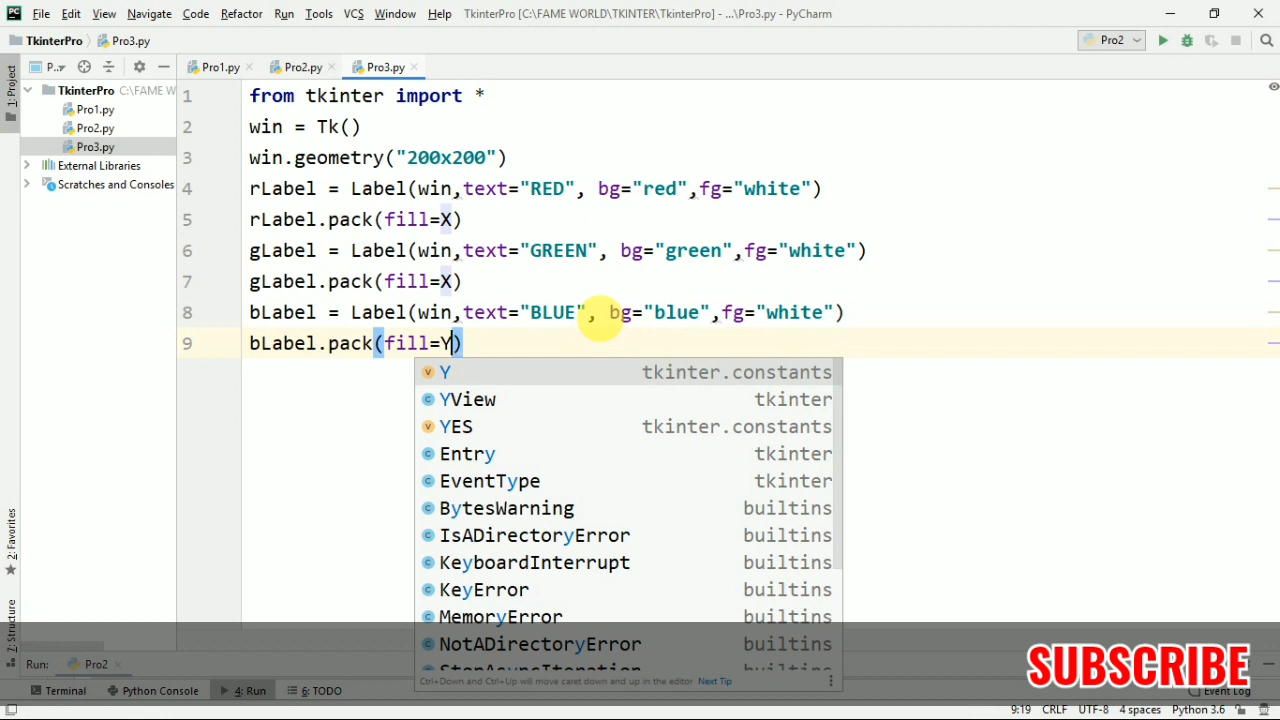 File Edit View Navigate Code Refactor Run Tools VCS Window Help TkinterPro [C:\FAME WORLD\TKINTER\TkinterPro] - ...\Pro3.py - PyCharm
TkinterPro Pro3.py Pro2
1: Project
P... Pro1.py Pro2.py Pro3.py
TkinterPro C:\FAME W
Pro1.py
Pro2.py
Pro3.py
External Libraries
Scratches and Consoles
1 from tkinter import *
2 win = Tk()
3 win.geometry("200x200")
4 rLabel = Label(win,text="RED", bg="red",fg="white")
5 rLabel.pack(fill=X)
6 gLabel = Label(win,text="GREEN", bg="green",fg="white")
7 gLabel.pack(fill=X)
8 bLabel = Label(win,text="BLUE", bg="blue",fg="white")
9 bLabel.pack(fill=Y)
Y tkinter.constants
YView tkinter
YES tkinter.constants
Entry tkinter
EventType tkinter
BytesWarning builtins
IsADirectoryError builtins
KeyboardInterrupt builtins
KeyError builtins
MemoryError builtins
NotADirectoryError builtins
StopAsyncIteration builtins
Ctrl+Down and Ctrl+Up will move caret down and up in the editor Next Tip
2: Favorites
Z: Structure
Run: Pro2
SUBSCRIBE
Terminal Python Console 4: Run 6: TODO Event Log
9:19 CRLF UTF-8 4 spaces Python 3.6